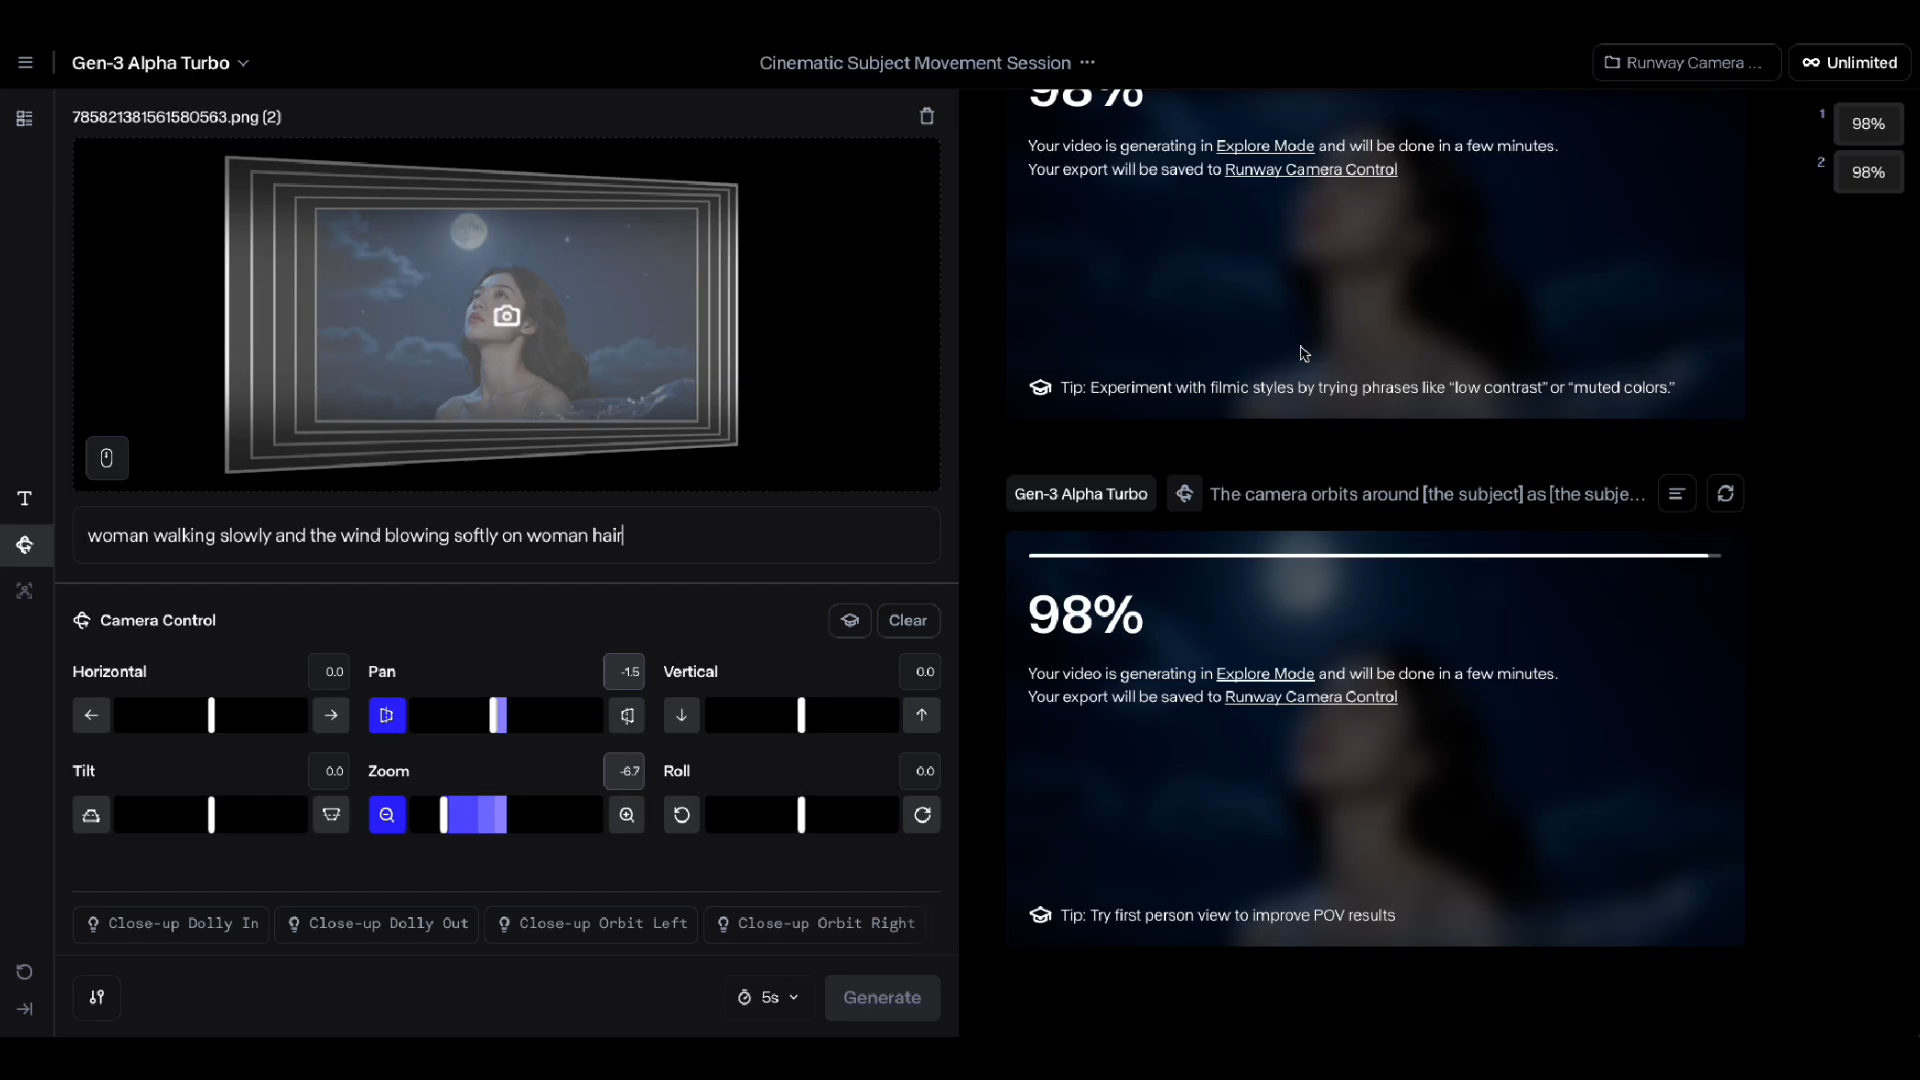 Gen-3 Alpha Turbo
Cinematic Subject Movement Session ···
Runway Camera ...
Unlimited
785821381561580563.png (2)
woman walking slowly and the wind blowing softly on woman hair
Camera Control
Clear
Horizontal 0.0
Pan -1.5
Vertical 0.0
Tilt 0.0
Zoom -6.7
Roll 0.0
Close-up Dolly In
Close-up Dolly Out
Close-up Orbit Left
Close-up Orbit Right
5s
Generate
98%
Your video is generating in Explore Mode and will be done in a few minutes.
Your export will be saved to Runway Camera Control
Tip: Experiment with filmic styles by trying phrases like “low contrast” or “muted colors.”
Gen-3 Alpha Turbo
The camera orbits around [the subject] as [the subje...
98%
Your video is generating in Explore Mode and will be done in a few minutes.
Your export will be saved to Runway Camera Control
Tip: Try first person view to improve POV results
1 98%
2 98%